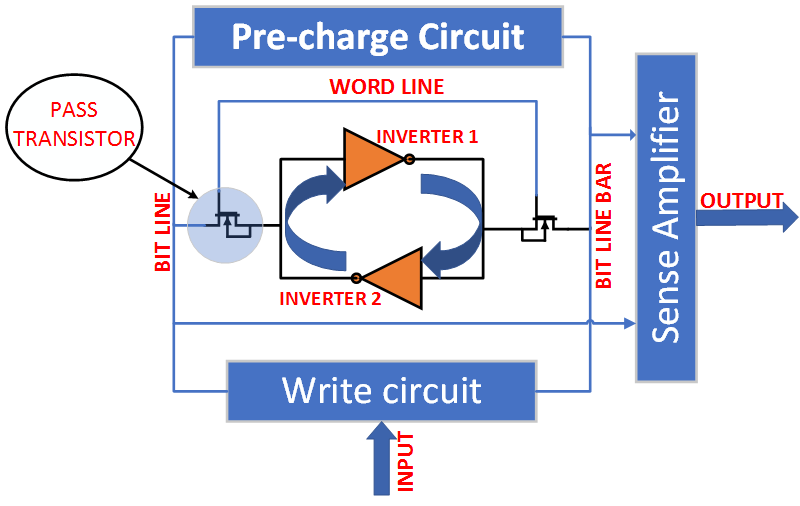 Pre-charge Circuit
WORD LINE
PASS
TRANSISTOR
INVERTER 1
BIT LINE
BIT LINE BAR
Sense Amplifier
OUTPUT
INVERTER 2
Write circuit
INPUT